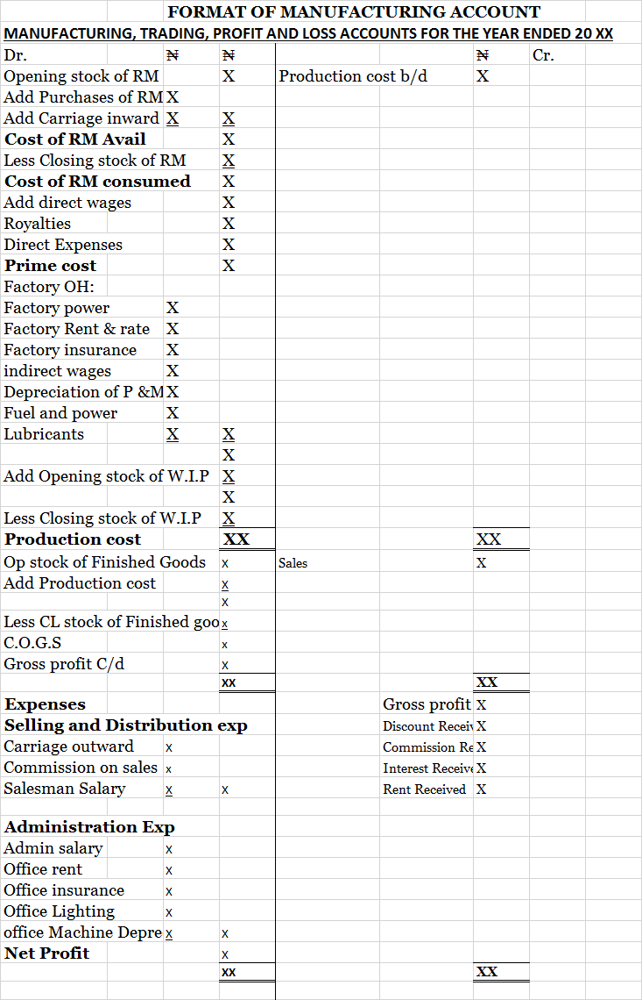 FORMAT OF MANUFACTURING ACCOUNT
MANUFACTURING, TRADING, PROFIT AND LOSS ACCOUNTS FOR THE YEAR ENDED 20 XX
Dr. ₦ ₦ ₦ Cr.
Opening stock of RM X Production cost b/d X
Add Purchases of RM X
Add Carriage inward X X
Cost of RM Avail X
Less Closing stock of RM X
Cost of RM consumed X
Add direct wages X
Royalties X
Direct Expenses X
Prime cost X
Factory OH:
Factory power X
Factory Rent & rate X
Factory insurance X
indirect wages X
Depreciation of P &M X
Fuel and power X
Lubricants X X
X
Add Opening stock of W.I.P X
X
Less Closing stock of W.I.P X
Production cost XX XX
Op stock of Finished Goods x Sales X
Add Production cost x
x
Less CL stock of Finished goo x
C.O.G.S x
Gross profit C/d x
xx XX
Expenses Gross profit X
Selling and Distribution exp Discount Receiv X
Carriage outward x Commission Re X
Commission on sales x Interest Receive X
Salesman Salary x x Rent Received X
Administration Exp
Admin salary x
Office rent x
Office insurance x
Office Lighting x
office Machine Depre x x
Net Profit x
xx XX